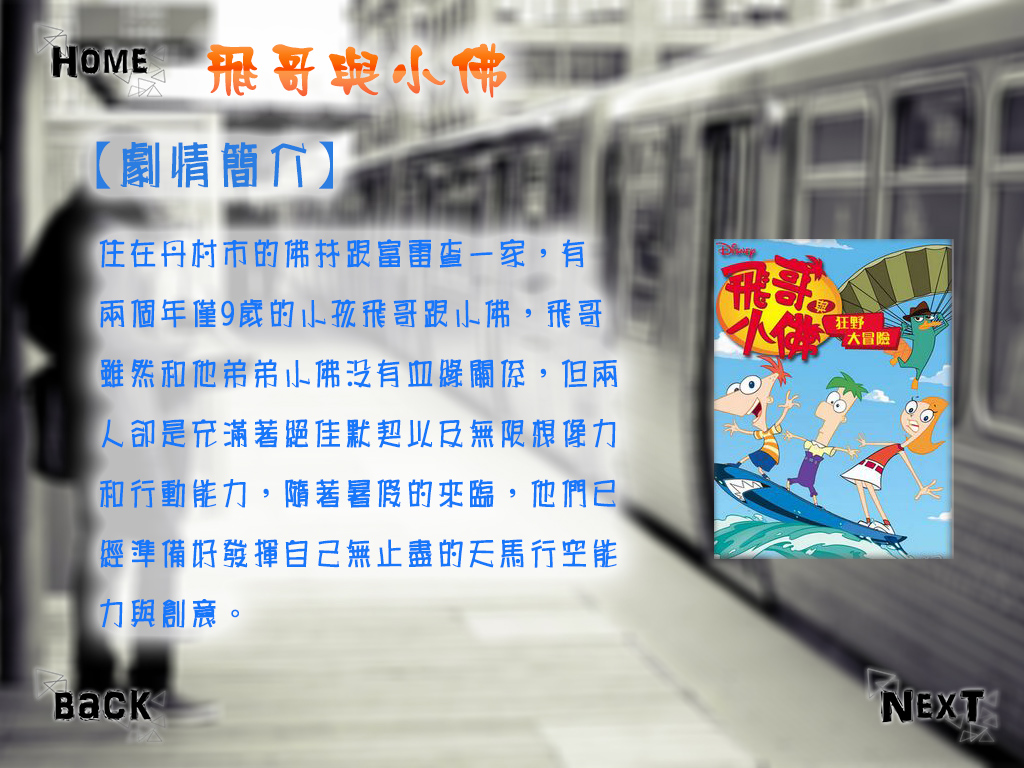 HOME
飛哥與小佛
【劇情簡介】
住在丹村市的佛林跟富雷查一家，有
兩個年僅9歲的小孩飛哥跟小佛，飛哥
雖然和他弟弟小佛沒有血緣關係，但兩
人卻是充滿著絕佳默契以及無限想像力
和行動能力，隨著暑假的來臨，他們已
經準備好發揮自己無止盡的天馬行空能
力與創意。
Disney
飛哥與
小佛
狂野
大冒險
BACK
NEXT